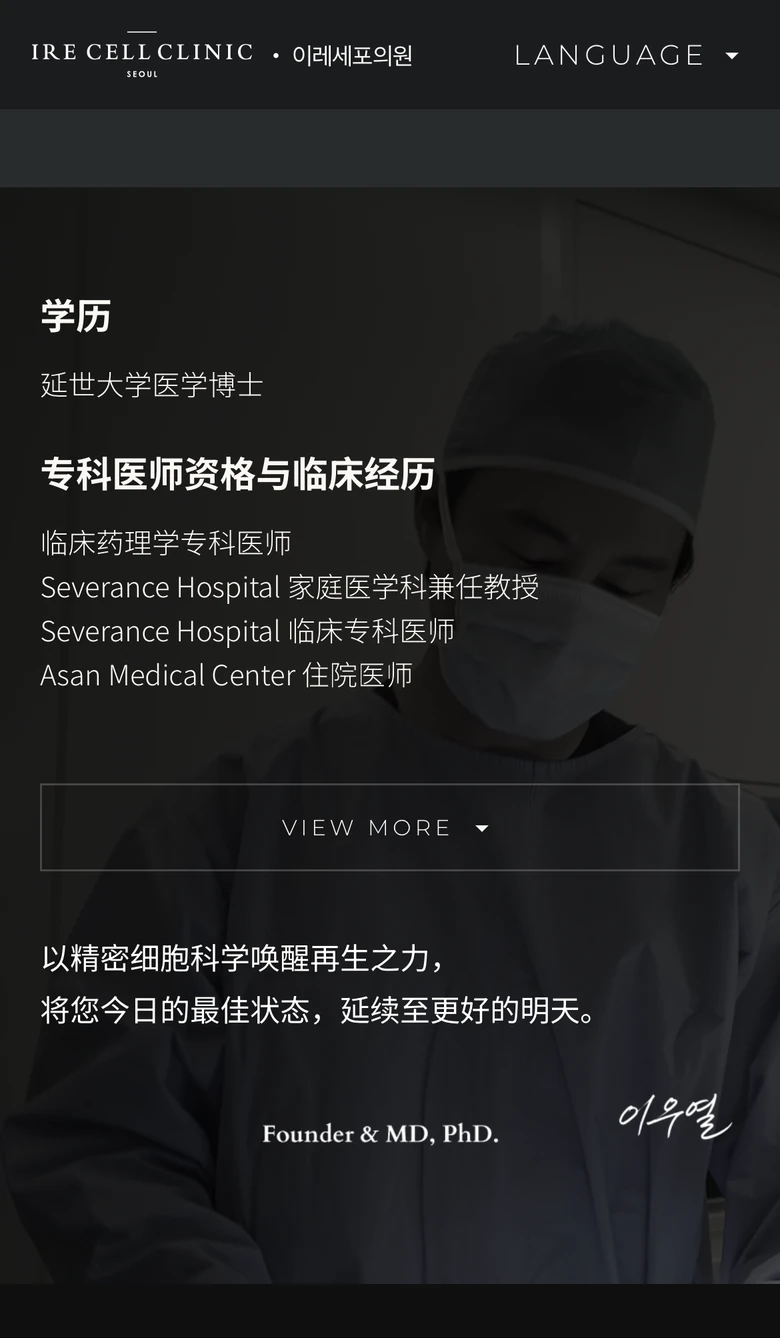 IRE CELL CLINIC
SEOUL
• 이레세포의원
LANGUAGE
学历
延世大学医学博士
专科医师资格与临床经历
临床药理学专科医师
Severance Hospital 家庭医学科兼任教授
Severance Hospital 临床专科医师
Asan Medical Center 住院医师
VIEW MORE
以精密细胞科学唤醒再生之力，
将您今日的最佳状态，延续至更好的明天。
Founder & MD, PhD.
이우열